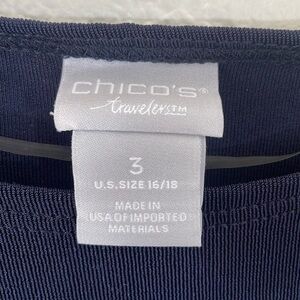 chico's®
travelers™
3
U.S. SIZE 16/18
MADE IN
USA OF IMPORTED
MATERIALS